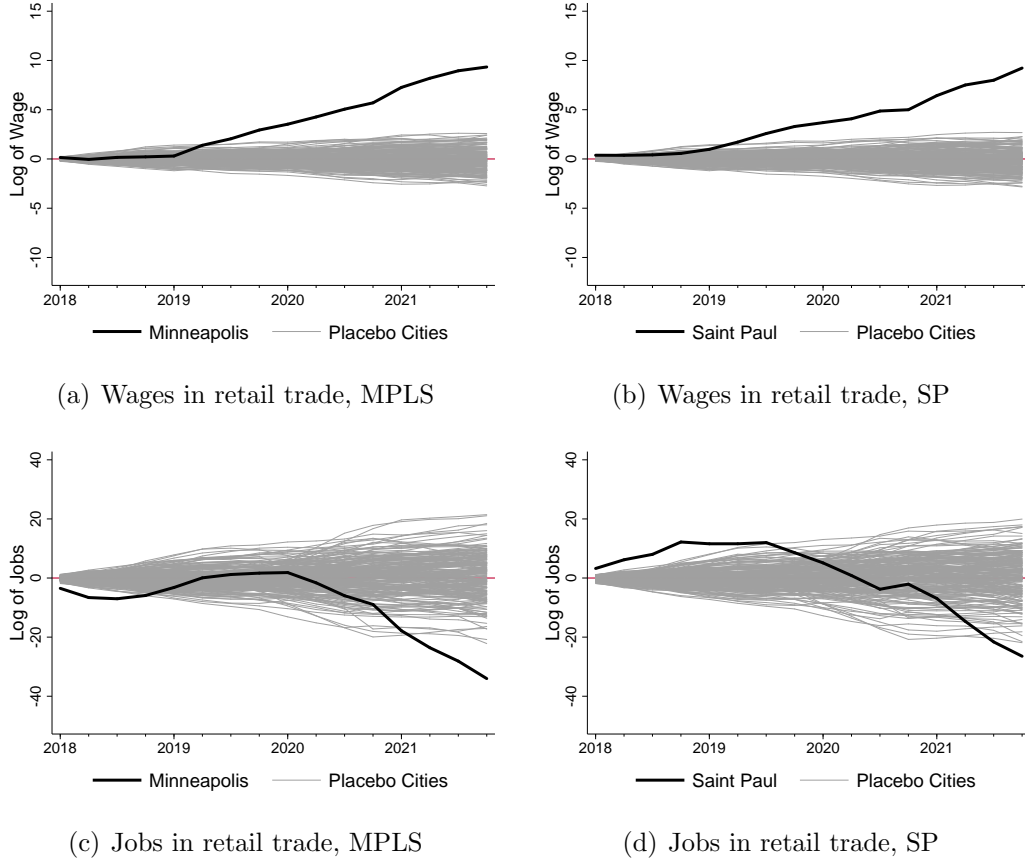 15
10
5
0
-5
-10
Log of Wage
2018 2019 2020 2021
Minneapolis Placebo Cities
(a) Wages in retail trade, MPLS
15
10
5
0
-5
-10
Log of Wage
2018 2019 2020 2021
Saint Paul Placebo Cities
(b) Wages in retail trade, SP
40
20
0
-20
-40
Log of Jobs
2018 2019 2020 2021
Minneapolis Placebo Cities
(c) Jobs in retail trade, MPLS
40
20
0
-20
-40
Log of Jobs
2018 2019 2020 2021
Saint Paul Placebo Cities
(d) Jobs in retail trade, SP